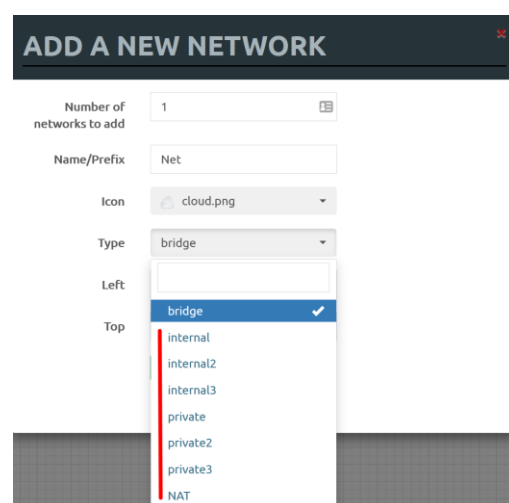 ADD A NEW NETWORK
Number of
networks to add
1
Name/Prefix
Net
Icon
cloud.png
Type
bridge
Left
bridge
Top
internal
internal2
internal3
private
private2
private3
NAT